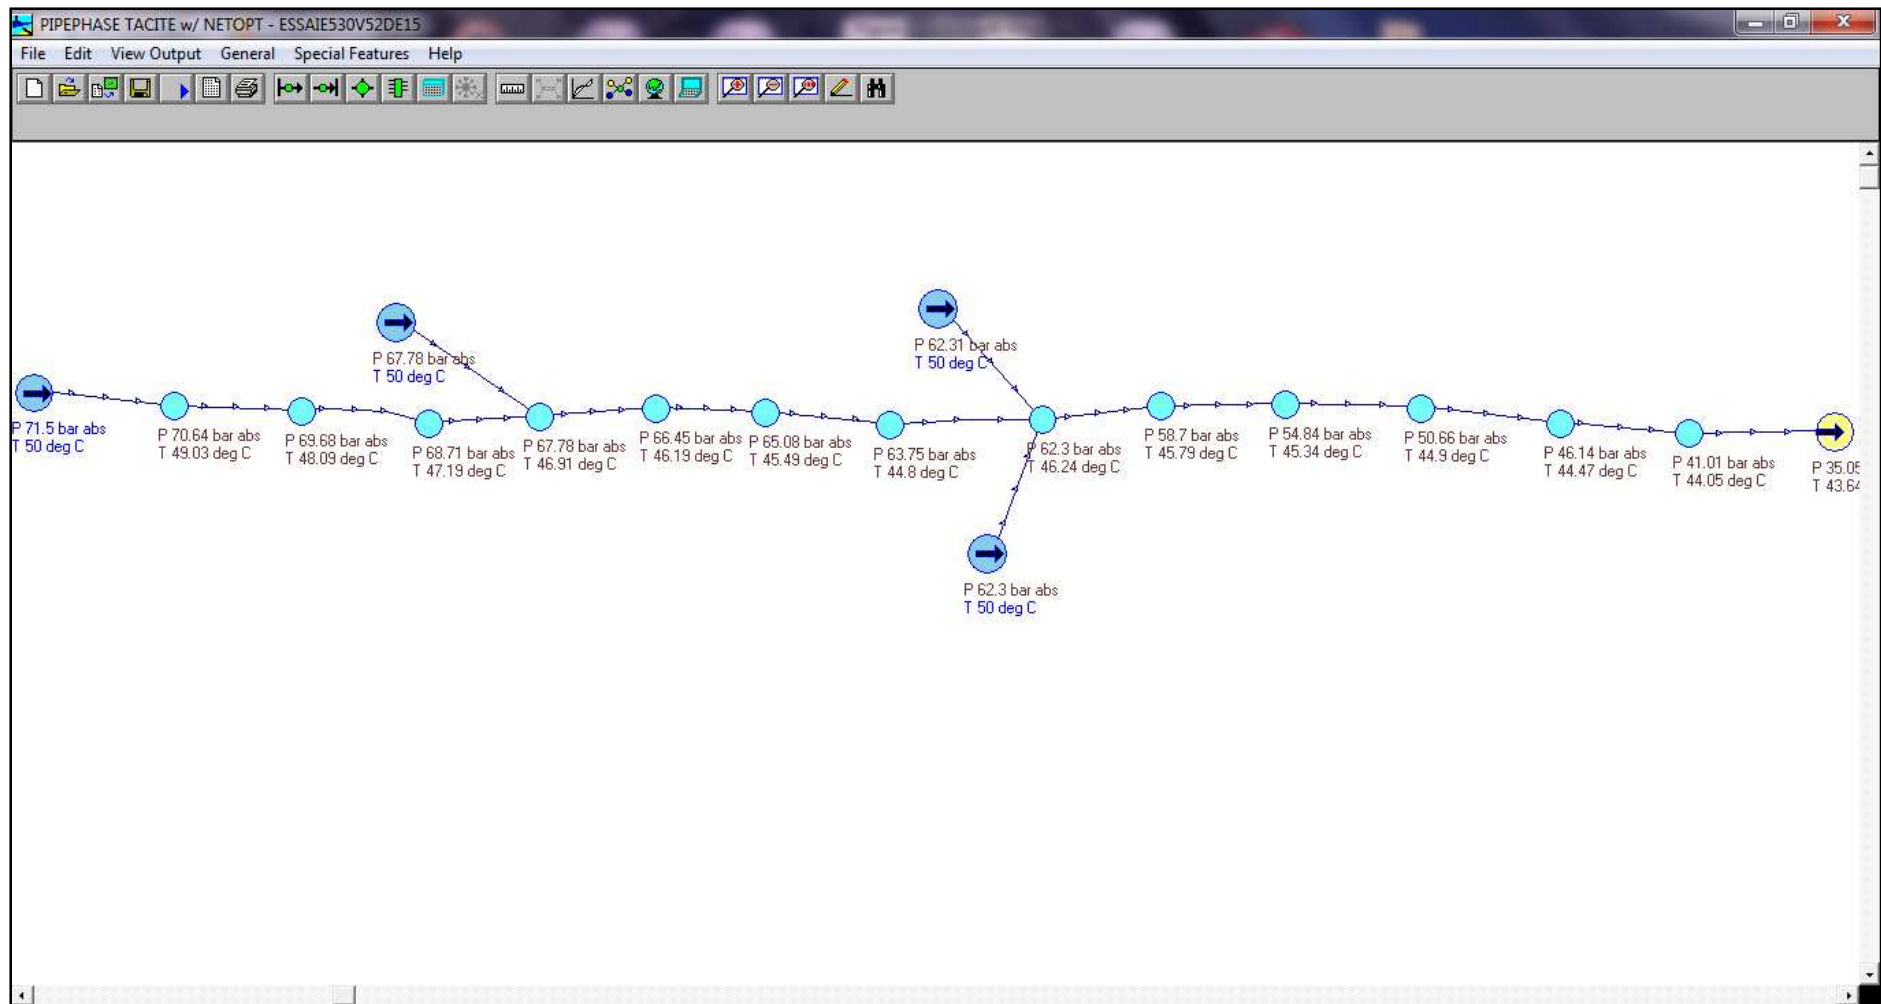 PIPEPHASE TACITE w/ NETOPT - ESSAIE530V52DE15
File Edit View Output General Special Features Help
P 67.78 bar abs
T 50 deg C
P 62.31 bar abs
T 50 deg C
P 71.5 bar abs
T 50 deg C
P 70.64 bar abs
T 49.03 deg C
P 69.68 bar abs
T 48.09 deg C
P 68.71 bar abs
T 47.19 deg C
P 67.78 bar abs
T 46.91 deg C
P 66.45 bar abs
T 46.19 deg C
P 65.08 bar abs
T 45.49 deg C
P 63.75 bar abs
T 44.8 deg C
P 62.3 bar abs
T 46.24 deg C
P 58.7 bar abs
T 45.79 deg C
P 54.84 bar abs
T 45.34 deg C
P 50.66 bar abs
T 44.9 deg C
P 46.14 bar abs
T 44.47 deg C
P 41.01 bar abs
T 44.05 deg C
P 35.05
T 43.64
P 62.3 bar abs
T 50 deg C